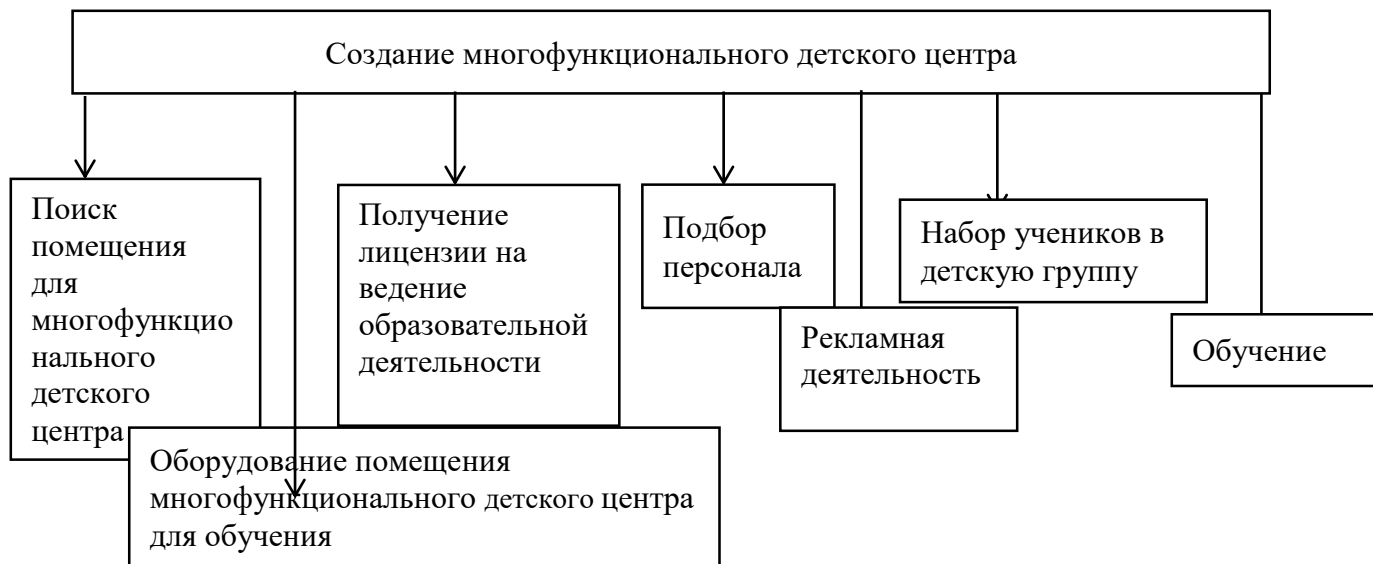 Создание многофункционального детского центра
Поиск
помещения
для
многофункцио
нального
детского
центра
Получение
лицензии на
ведение
образовательной
деятельности
Подбор
персонала
Набор учеников в
детскую группу
Рекламная
деятельность
Обучение
Оборудование помещения
многофункционального детского центра
для обучения